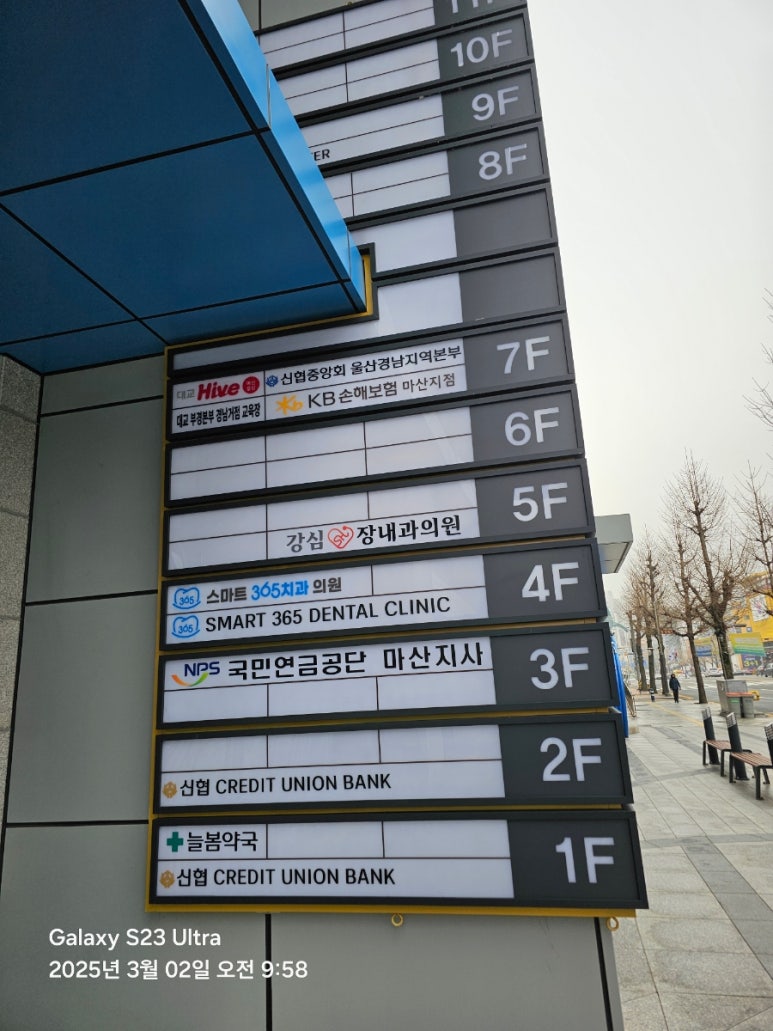 11F
10F
9F
TER
8F
7F
대교 Hive
신협중앙회 울산경남지역본부
대교 부경본부 경남거점 교육장
KB손해보험 마산지점
6F
5F
강심 장내과의원
4F
365 스마트 365치과의원
365 SMART 365 DENTAL CLINIC
3F
NPS 국민연금공단 마산지사
2F
신협 CREDIT UNION BANK
1F
늘봄약국
신협 CREDIT UNION BANK
Galaxy S23 Ultra
2025년 3월 02일 오전 9:58